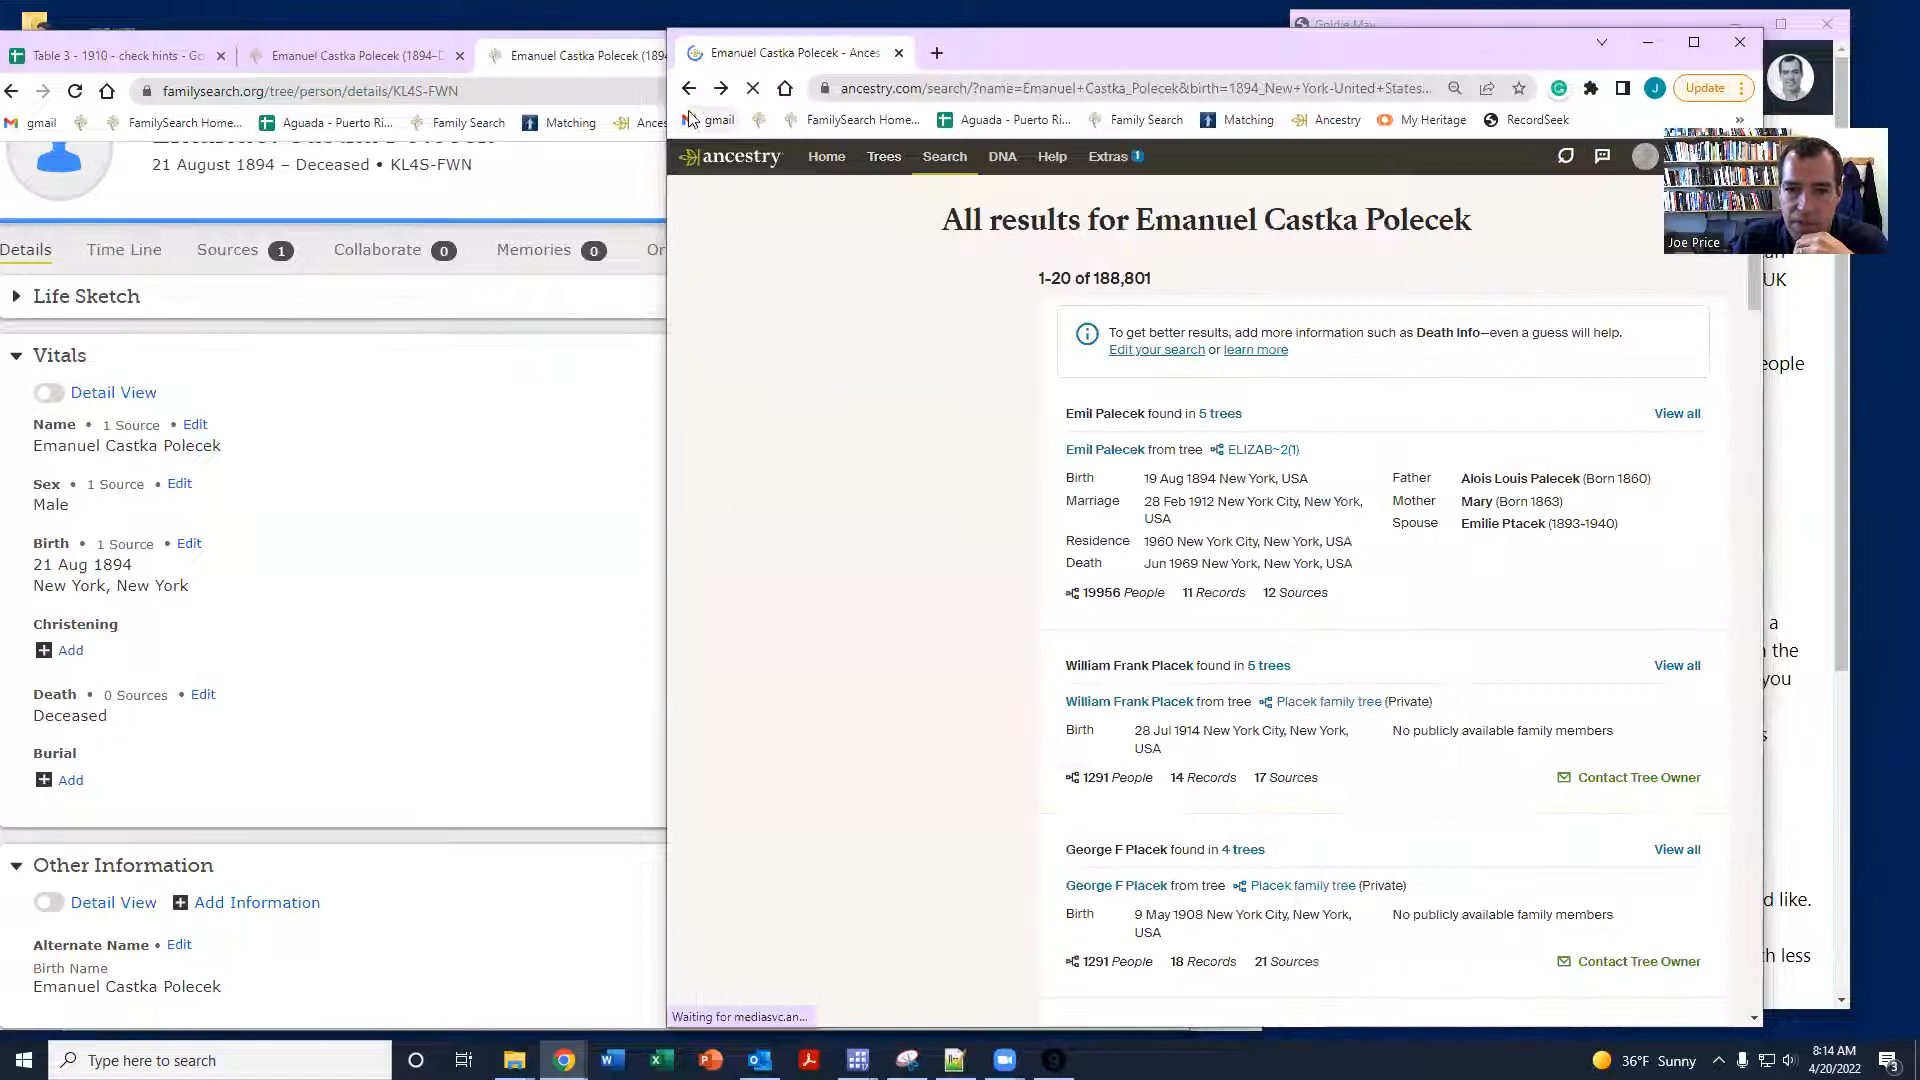 Goldie May
Table 3 - 1910 - check hints - Go
Emanuel Castka Polecek (1894–D
Emanuel Castka Polecek (1894
familysearch.org/tree/person/details/KL4S-FWN
gmail
FamilySearch Home...
Aguada - Puerto Ri...
Family Search
Matching
Ances
21 August 1894 – Deceased • KL4S-FWN
Details
Time Line
Sources 1
Collaborate 0
Memories 0
Or
Life Sketch
Vitals
Detail View
Name • 1 Source • Edit
Emanuel Castka Polecek
Sex • 1 Source • Edit
Male
Birth • 1 Source • Edit
21 Aug 1894
New York, New York
Christening
Add
Death • 0 Sources • Edit
Deceased
Burial
Add
Other Information
Detail View
Add Information
Alternate Name • Edit
Birth Name
Emanuel Castka Polecek
Emanuel Castka Polecek - Ances
ancestry.com/search/?name=Emanuel+Castka_Polecek&birth=1894_New+York-United+States...
J
Update
gmail
FamilySearch Home...
Aguada - Puerto Ri...
Family Search
Matching
Ancestry
My Heritage
RecordSeek
»
ancestry
Home
Trees
Search
DNA
Help
Extras 1
All results for Emanuel Castka Polecek
1-20 of 188,801
To get better results, add more information such as Death Info—even a guess will help.
Edit your search or learn more
Emil Palecek found in 5 trees
View all
Emil Palecek from tree ELIZAB~2(1)
Birth 19 Aug 1894 New York, USA
Marriage 28 Feb 1912 New York City, New York,
USA
Residence 1960 New York City, New York, USA
Death Jun 1969 New York, New York, USA
Father Alois Louis Palecek (Born 1860)
Mother Mary (Born 1863)
Spouse Emilie Ptacek (1893-1940)
19956 People 11 Records 12 Sources
William Frank Placek found in 5 trees
View all
William Frank Placek from tree Placek family tree (Private)
Birth 28 Jul 1914 New York City, New York,
USA
No publicly available family members
1291 People 14 Records 17 Sources
Contact Tree Owner
George F Placek found in 4 trees
View all
George F Placek from tree Placek family tree (Private)
Birth 9 May 1908 New York City, New York,
USA
No publicly available family members
1291 People 18 Records 21 Sources
Contact Tree Owner
Waiting for mediasvc.an...
Joe Price
UK
eople
a
the
you
s
d like.
less
Type here to search
36°F Sunny
8:14 AM
4/20/2022
3